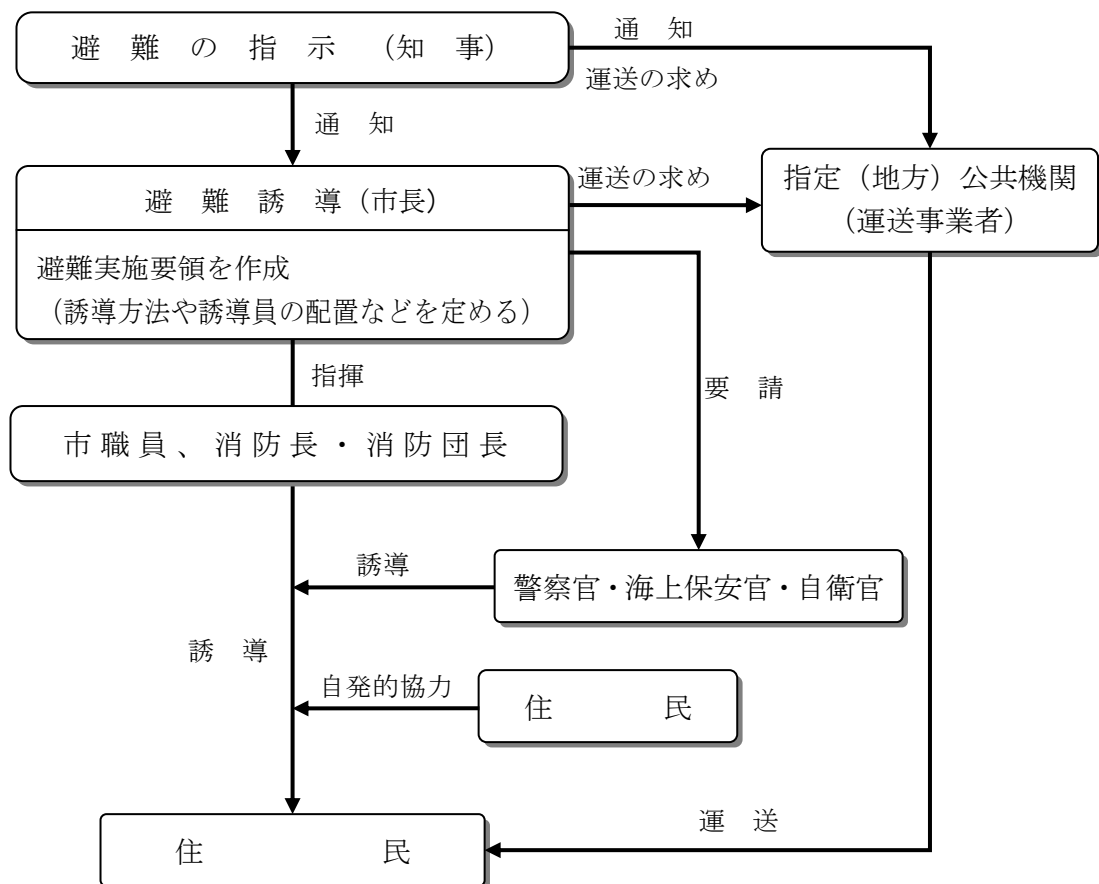 避難の指示（知事）
通知
運送の求め
通知
避難誘導（市長）
運送の求め
指定（地方）公共機関
（運送事業者）
避難実施要領を作成
（誘導方法や誘導員の配置などを定める）
指揮
要請
市職員、消防長・消防団長
誘導
警察官・海上保安官・自衛官
誘導
自発的協力
住民
運送
住民